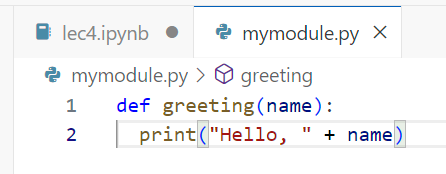 lec4.ipynb mymodule.py
mymodule.py > greeting
1 def greeting(name):
2   print("Hello, " + name)